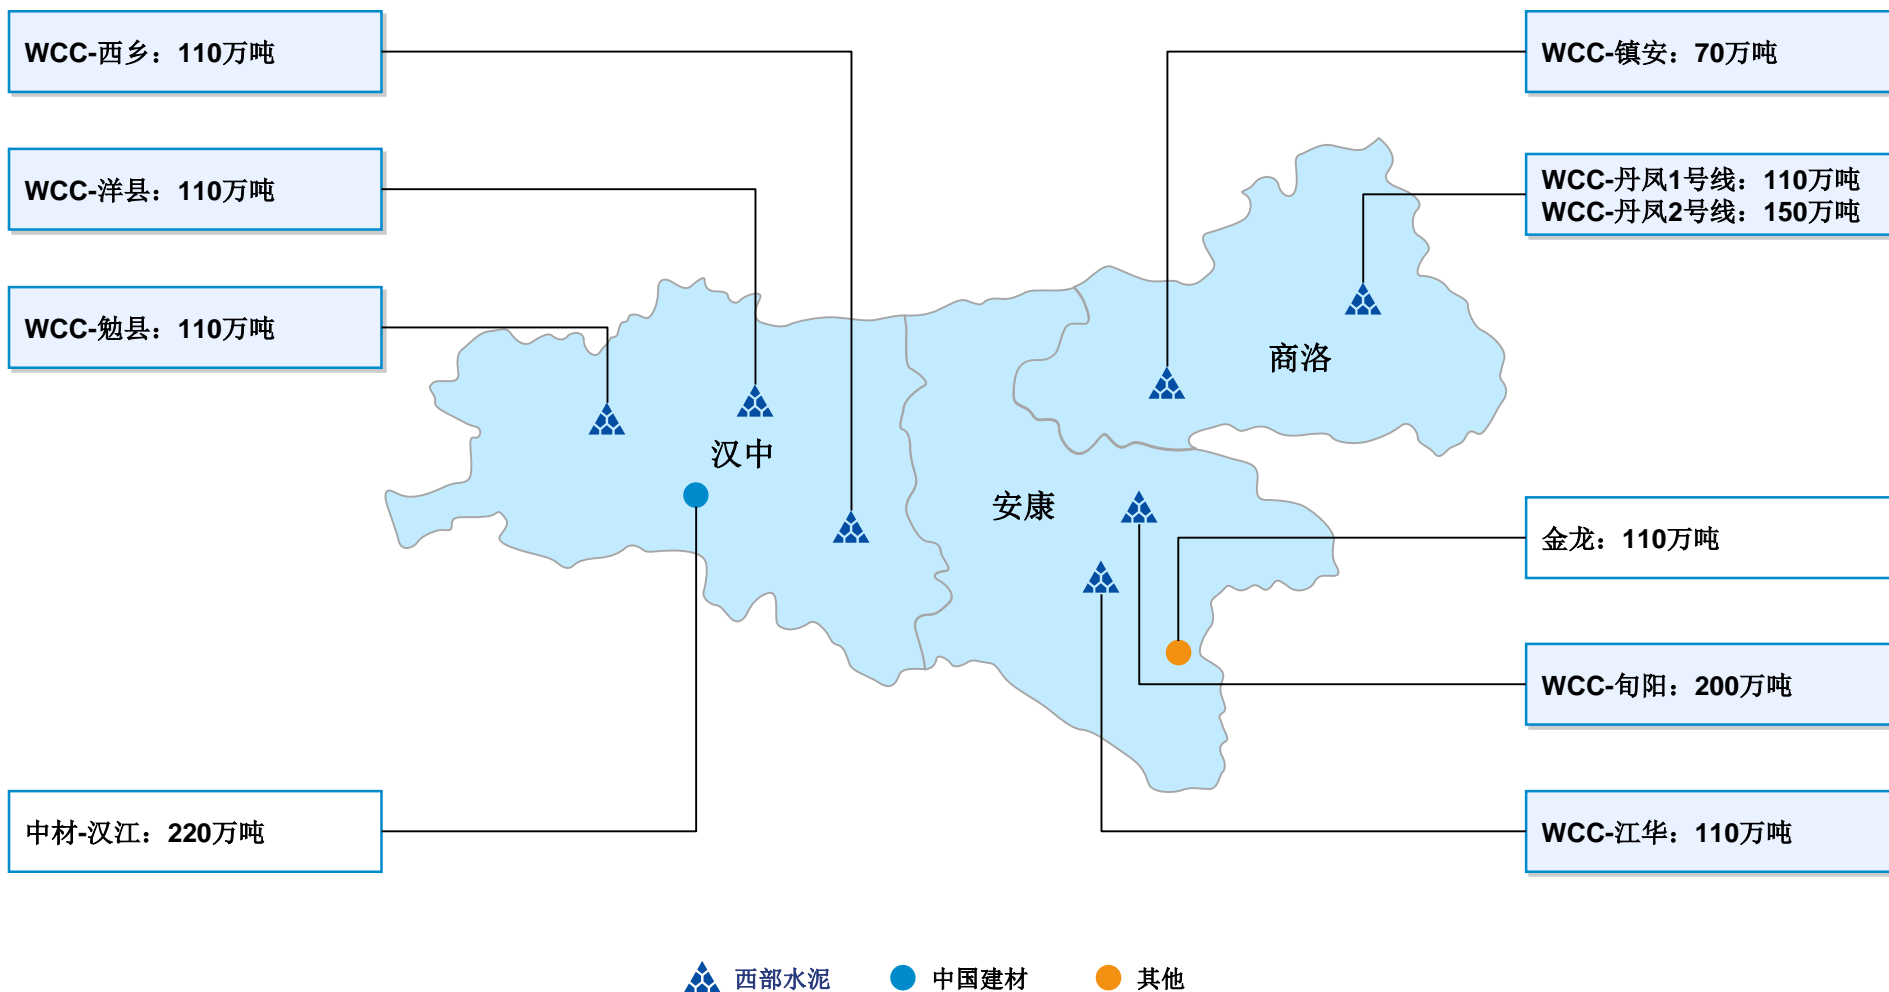 WCC-西乡：110万吨
WCC-镇安：70万吨
WCC-洋县：110万吨
WCC-丹凤1号线：110万吨
WCC-丹凤2号线：150万吨
WCC-勉县：110万吨
商洛
汉中
安康
金龙：110万吨
WCC-旬阳：200万吨
中材-汉江：220万吨
WCC-江华：110万吨
西部水泥
中国建材
其他